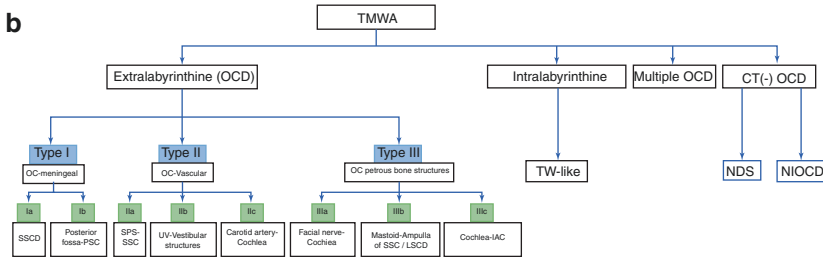 b
TMWA
Extralabyrinthine (OCD)
Intralabyrinthine
Multiple OCD
CT(-) OCD
Type I
Type II
Type III
OC-meningeal
OC-Vascular
OC petrous bone structures
TW-like
NDS
NIOCD
Ia
Ib
IIa
IIb
IIc
IIIa
IIIb
IIIc
SSCD
Posterior
fossa-PSC
SPS-
SSC
UV-Vestibular
structures
Carotid artery-
Cochlea
Facial nerve-
Cochiea
Mastoid-Ampulla
of SSC / LSCD
Cochlea-IAC